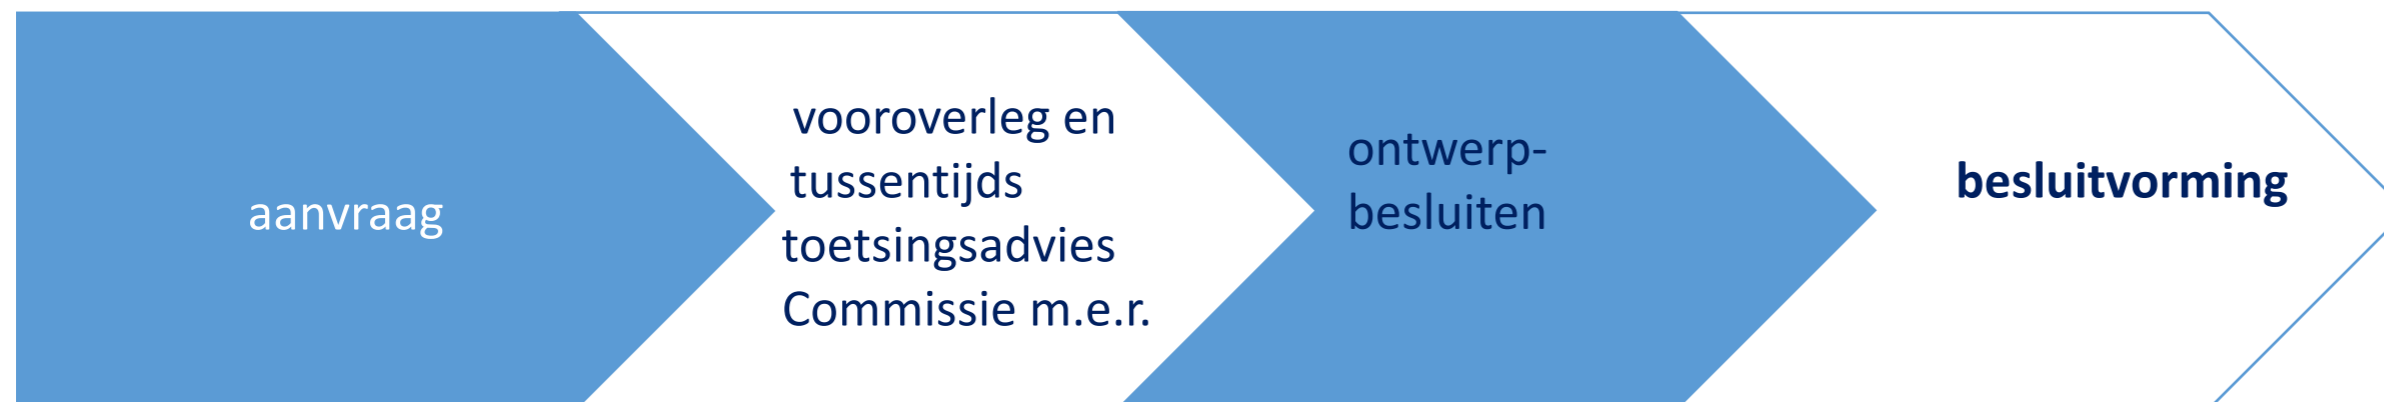 aanvraag
vooroverleg en
tussentijds
toetsingsadvies
Commissie m.e.r.
ontwerp-
besluiten
besluitvorming